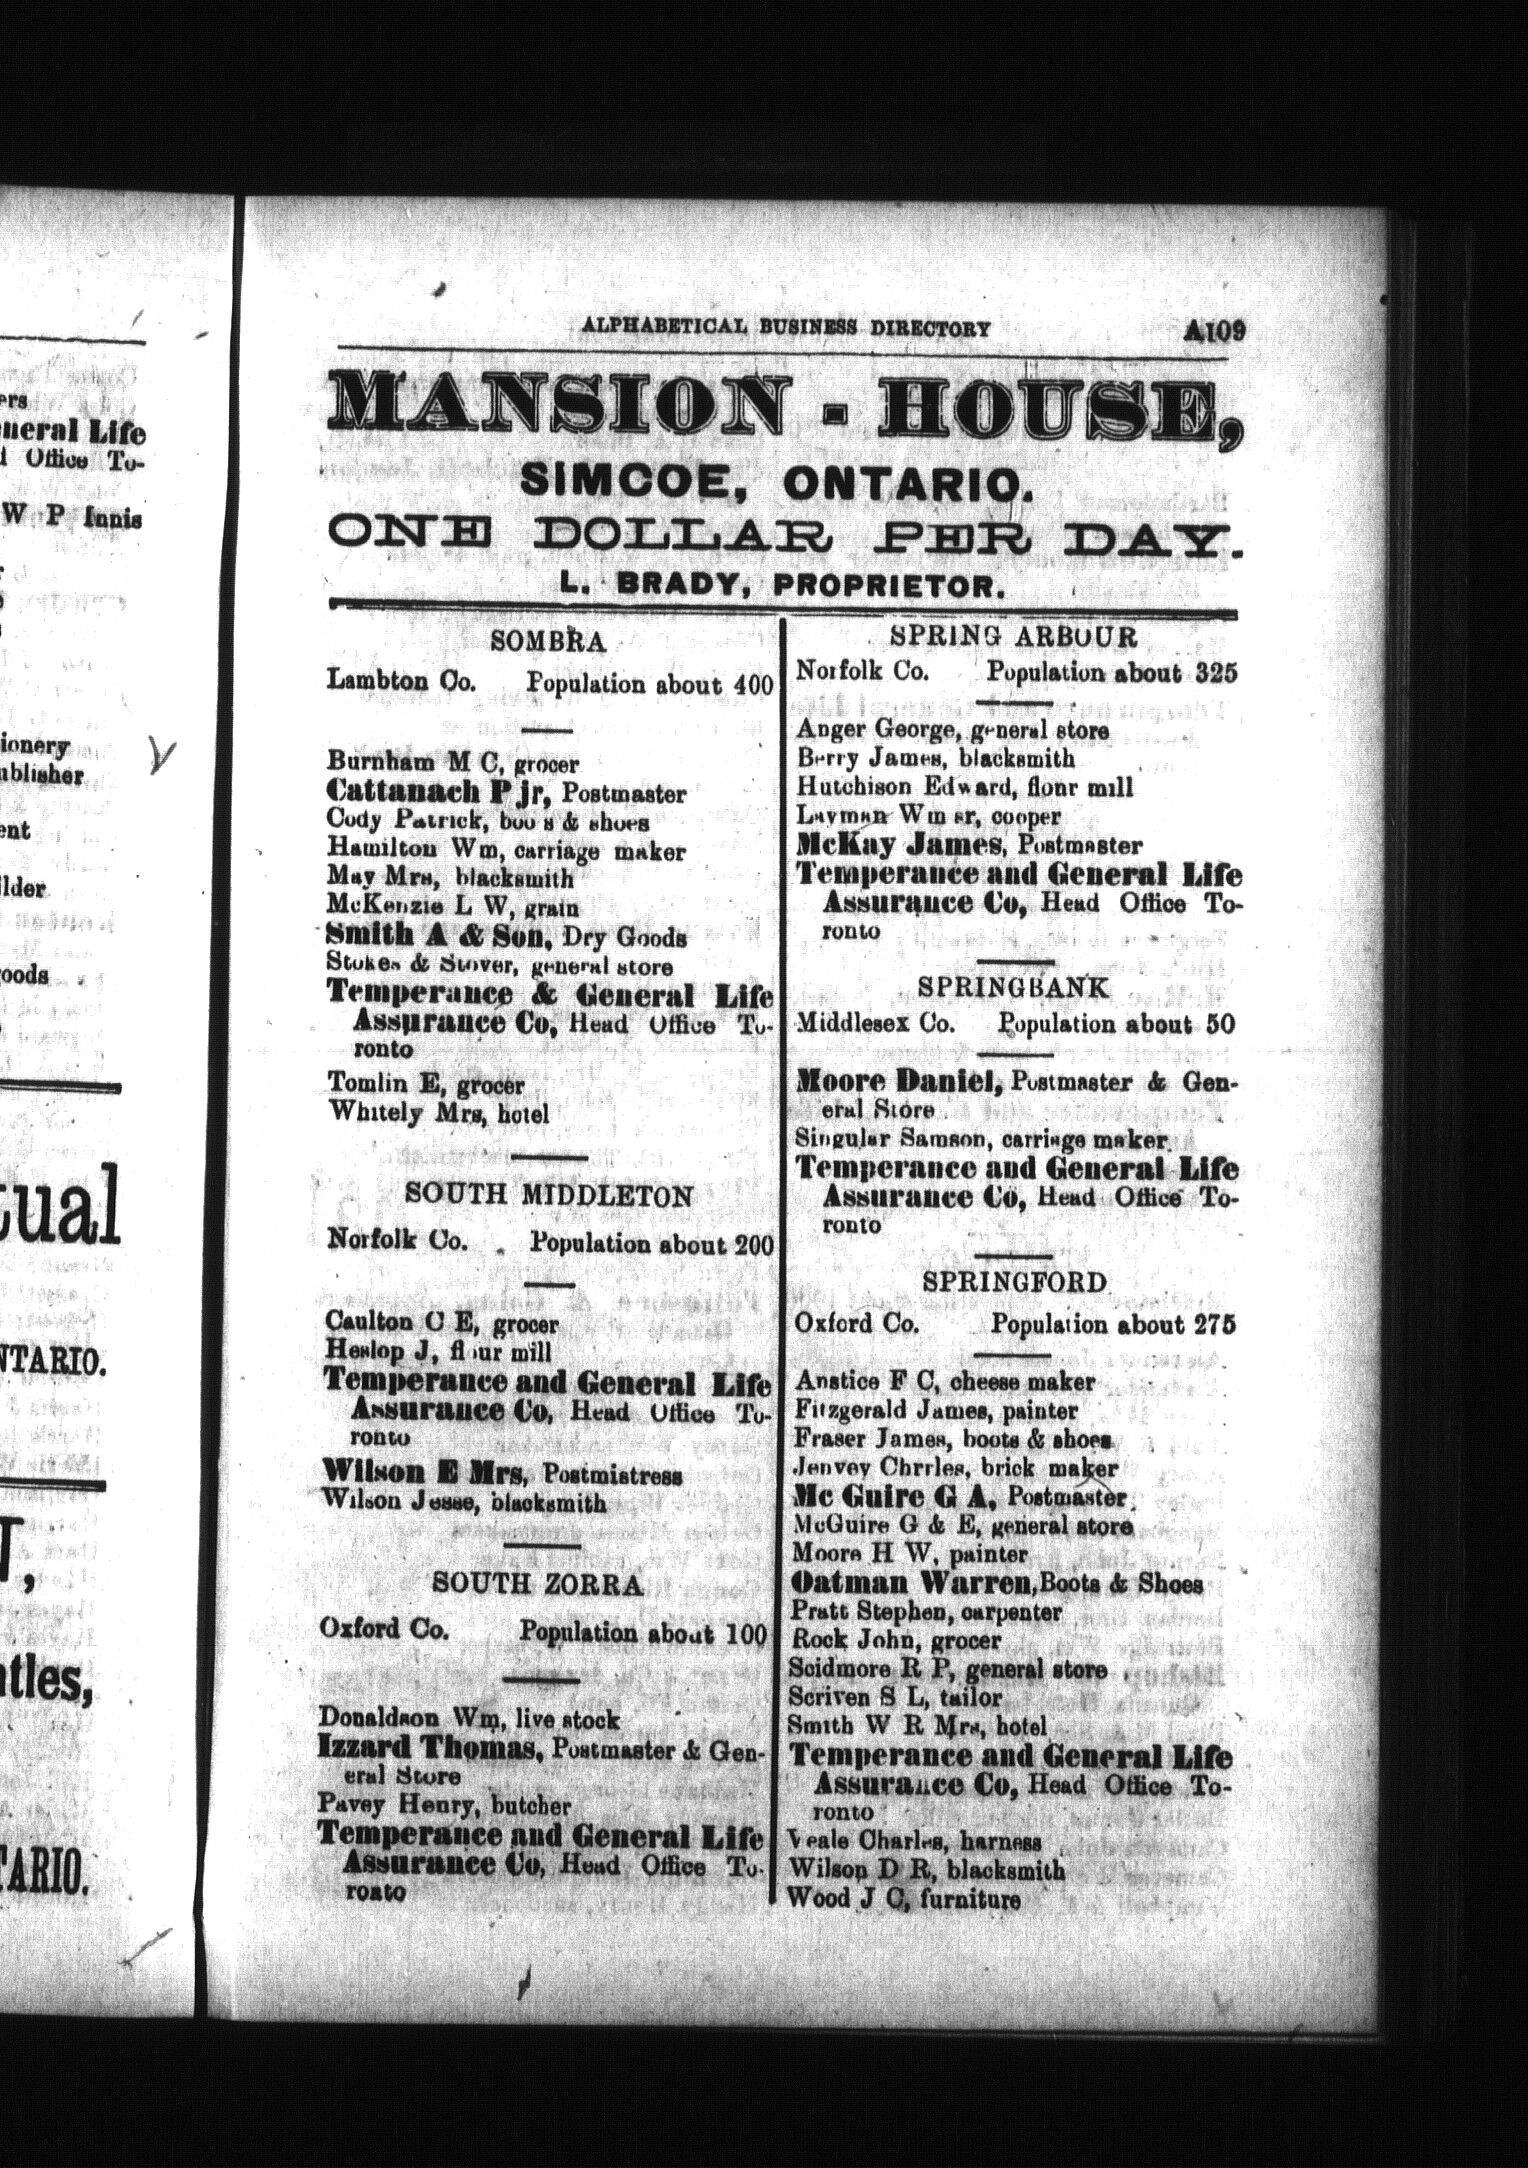 ALPHABETICAL BUSINESS DIRECTORY A109
MANSION - HOUSE,
SIMCOE, ONTARIO.
ONE DOLLAR PER DAY.
L. BRADY, PROPRIETOR.
SOMBRA
Lambton Co. Population about 400
Burnham M C, grocer
Cattanach P jr, Postmaster
Cody Patrick, boots & shoes
Hamilton Wm, carriage maker
May Mrs, blacksmith
McKenzie L W, grain
Smith A & Son, Dry Goods
Stokes & Stover, general store
Temperance & General Life
Assurance Co, Head Office To-
ronto
Tomlin E, grocer
Whitely Mrs, hotel
SOUTH MIDDLETON
Norfolk Co. Population about 200
Caulton C E, grocer
Heslop J, flour mill
Temperance and General Life
Assurance Co, Head Office To-
ronto
Wilson E Mrs, Postmistress
Wilson Jesse, blacksmith
SOUTH ZORRA
Oxford Co. Population about 100
Donaldson Wm, live stock
Izzard Thomas, Postmaster & Gen-
eral Store
Pavey Henry, butcher
Temperance and General Life
Assurance Co, Head Office To-
ronto
SPRING ARBOUR
Norfolk Co. Population about 325
Anger George, general store
Berry James, blacksmith
Hutchison Edward, flour mill
Layman Wm sr, cooper
McKay James, Postmaster
Temperance and General Life
Assurance Co, Head Office To-
ronto
SPRINGBANK
Middlesex Co. Population about 50
Moore Daniel, Postmaster & Gen-
eral Store
Singular Samson, carriage maker
Temperance and General Life
Assurance Co, Head Office To-
ronto
SPRINGFORD
Oxford Co. Population about 275
Anstice F C, cheese maker
Fitzgerald James, painter
Fraser James, boots & shoes
Jenvey Chrrles, brick maker
Mc Guire G A, Postmaster
McGuire G & E, general store
Moore H W, painter
Oatman Warren, Boots & Shoes
Pratt Stephen, carpenter
Rock John, grocer
Scidmore R P, general store
Scriven S L, tailor
Smith W R Mrs, hotel
Temperance and General Life
Assurance Co, Head Office To-
ronto
Veale Charles, harness
Wilson D R, blacksmith
Wood J C, furniture